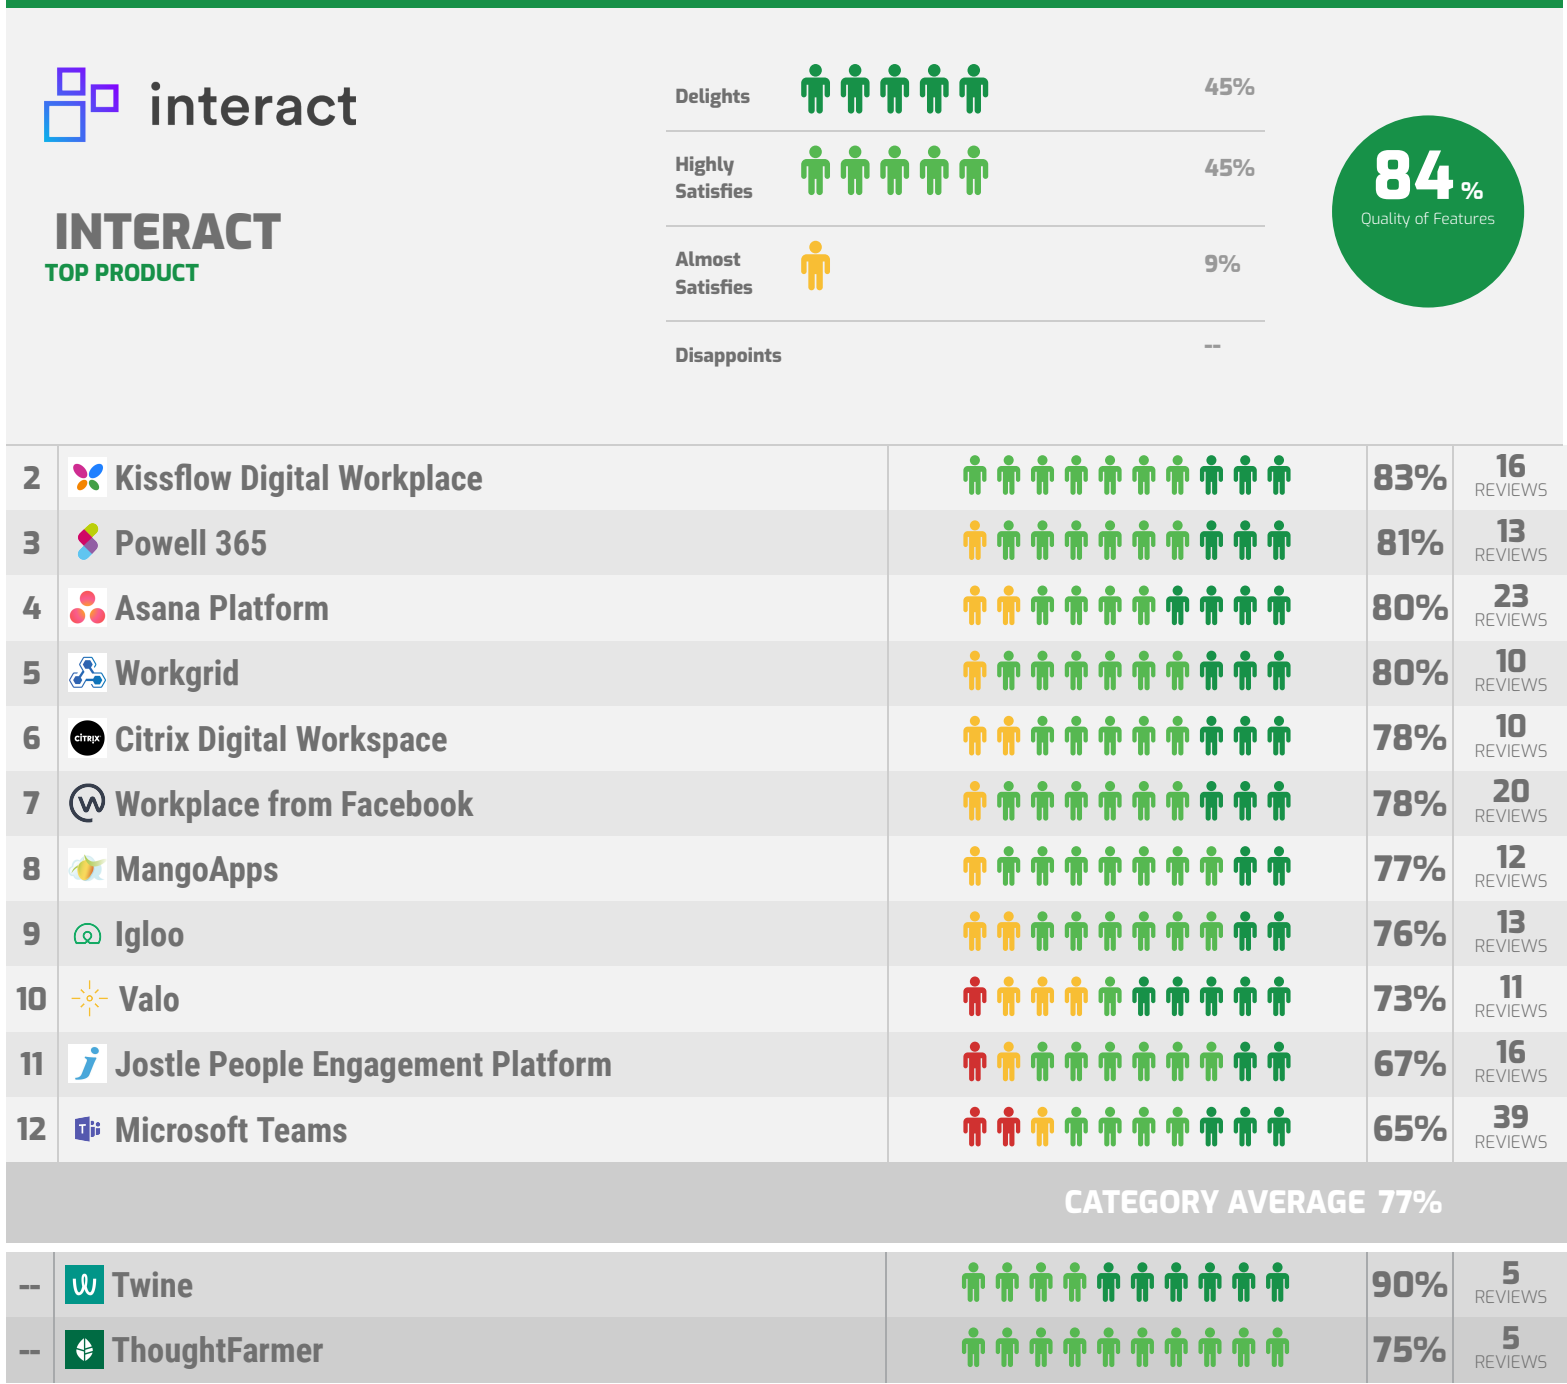 interact
INTERACT
TOP PRODUCT
Delights 45%
Highly
Satisfies 45%
Almost
Satisfies 9%
Disappoints --
84 %
Quality of Features
2 Kissflow Digital Workplace 83% 16 REVIEWS
3 Powell 365 81% 13 REVIEWS
4 Asana Platform 80% 23 REVIEWS
5 Workgrid 80% 10 REVIEWS
6 CİTRIX Citrix Digital Workspace 78% 10 REVIEWS
7 Workplace from Facebook 78% 20 REVIEWS
8 MangoApps 77% 12 REVIEWS
9 Igloo 76% 13 REVIEWS
10 Valo 73% 11 REVIEWS
11 j Jostle People Engagement Platform 67% 16 REVIEWS
12 T Microsoft Teams 65% 39 REVIEWS
CATEGORY AVERAGE 77%
-- Twine 90% 5 REVIEWS
-- ThoughtFarmer 75% 5 REVIEWS